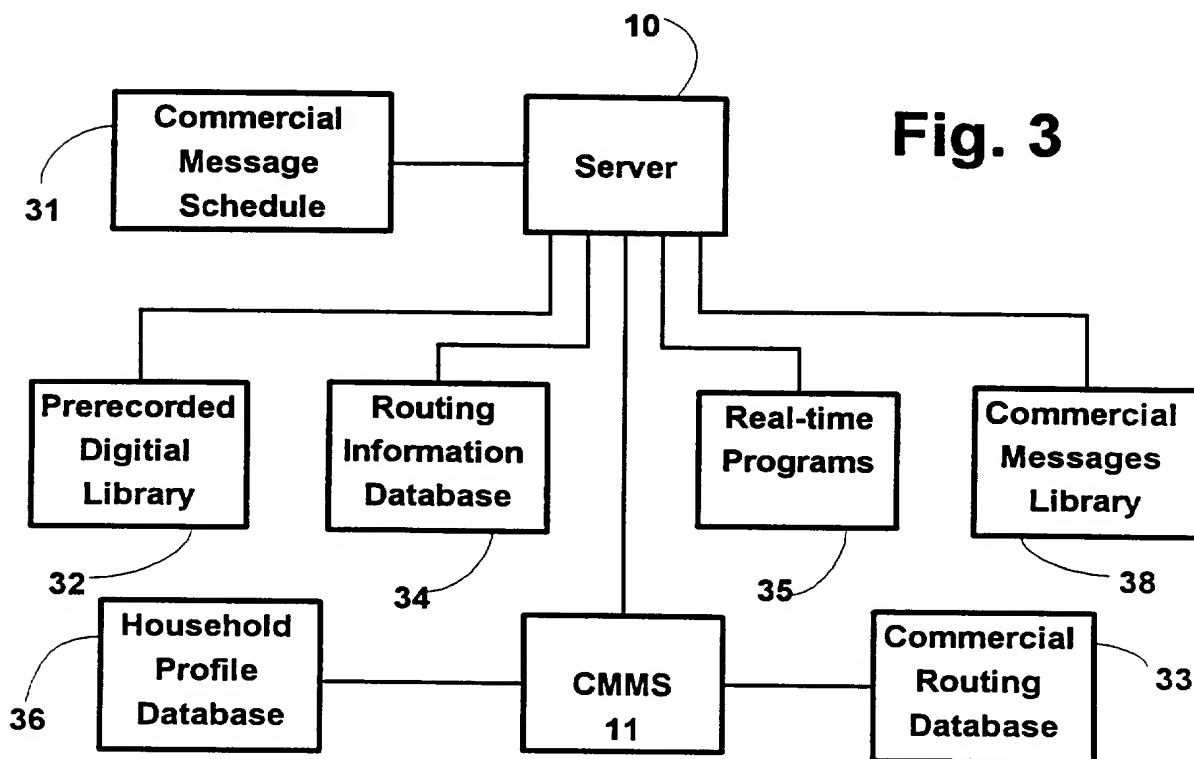 10
Commercial
Message
Schedule
31
Server
Fig. 3
Prerecorded
Digitial
Library
32
Routing
Information
Database
34
Real-time
Programs
35
Commercial
Messages
Library
38
Household
Profile
Database
36
CMMS
11
Commercial
Routing
Database
33